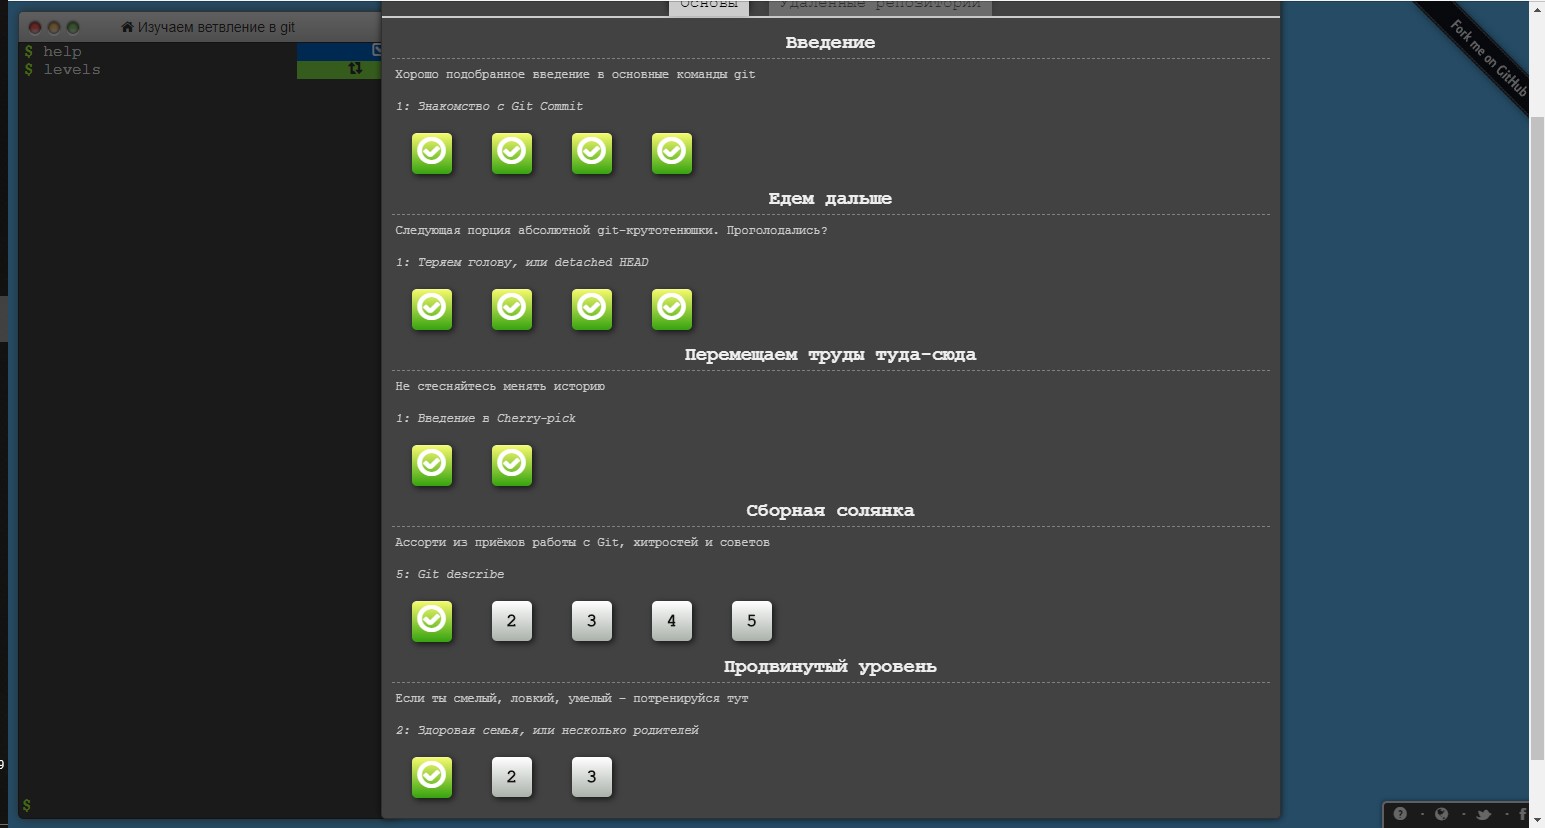 Основы Удаленные репозитории
Изучаем ветвление в git
$ help
$ levels
Введение
Хорошо подобранное введение в основные команды git
1: Знакомство с Git Commit
Едем дальше
Следующая порция абсолютной git-крутотенюшки. Проголодались?
1: Теряем голову, или detached HEAD
Перемещаем труды туда-сюда
Не стесняйтесь менять историю
1: Введение в Cherry-pick
Сборная солянка
Ассорти из приёмов работы с Git, хитростей и советов
5: Git describe
2 3 4 5
Продвинутый уровень
Если ты смелый, ловкий, умелый - потренируйся тут
2: Здоровая семья, или несколько родителей
2 3
$
9
Fork me on GitHub